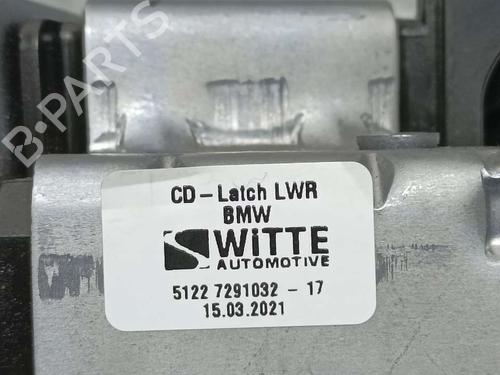 B-PARTS
CD-Latch LWR
BMW
WiTTE
AUTOMOTIVE
5122 7291032 - 17
15.03.2021